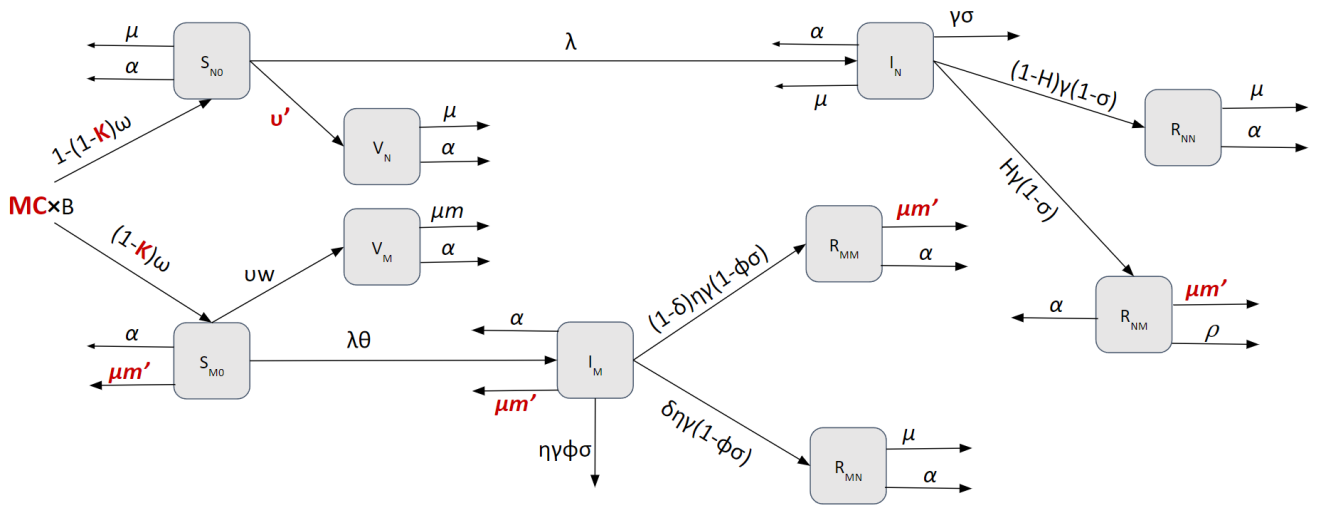 μ
α
S_N0
1-(1-K)ω
υ’
V_N
μ
α
λ
α
μ
I_N
γσ
(1-H)γ(1-σ)
R_NN
μ
α
Hγ(1-σ)
MC×B
(1-K)ω
υw
V_M
μm
α
α
μm’
S_M0
λθ
α
μm’
I_M
ηγϕσ
(1-δ)ηγ(1-ϕσ)
R_MM
μm’
α
δηγ(1-ϕσ)
R_MN
μ
α
α
R_NM
μm’
ρ